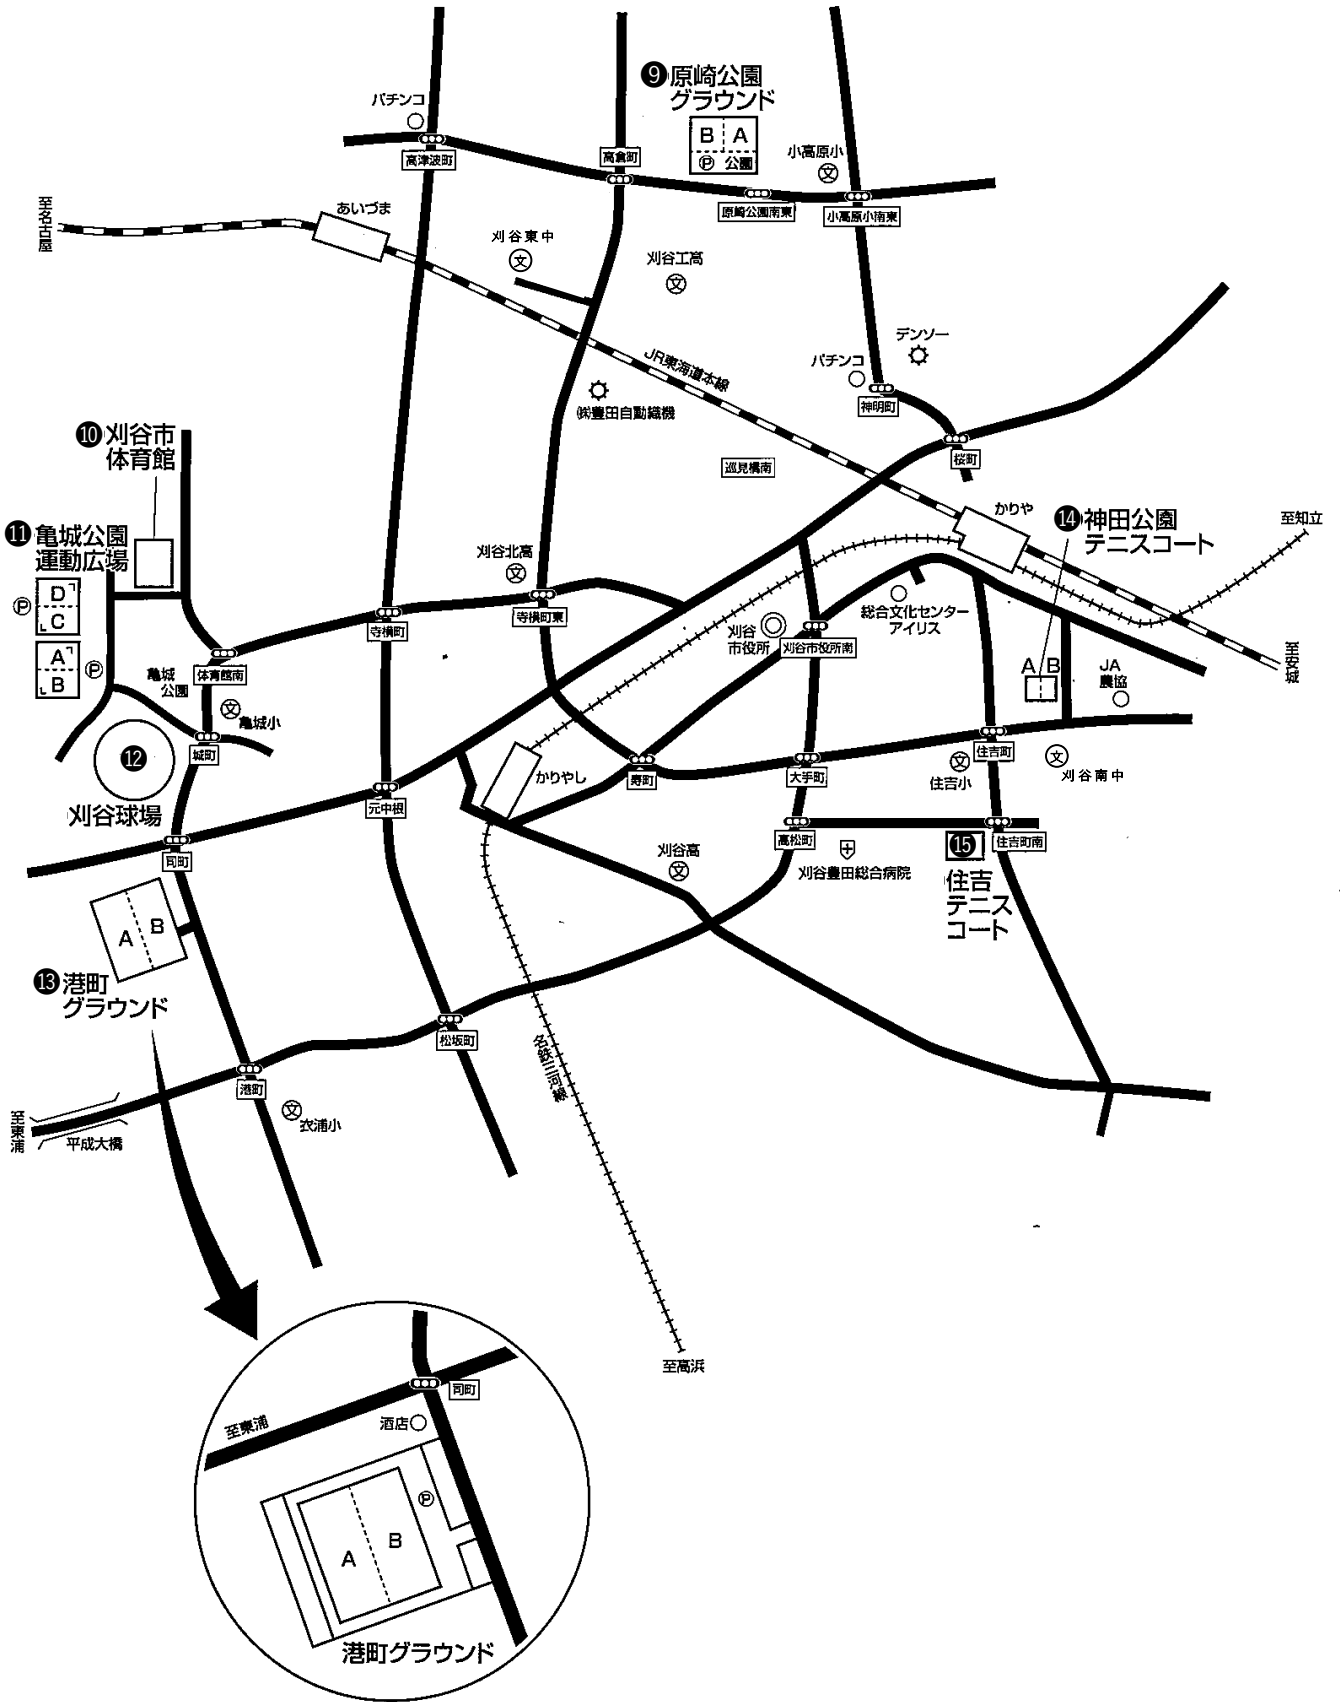 ❾原崎公園
グラウンド
B A
Ⓟ 公園
パチンコ
高津波町
高倉町
小高原小
文
原崎公園南東
小高原小南東
至名古屋
あいづま
刈谷東中
文
刈谷工高
文
JR東海道本線
デンソー
パチンコ
神明町
㈱豊田自動織機
桜町
巡見橋南
❿刈谷市
体育館
⓫亀城公園
運動広場
Ⓟ
D
C
A
B
Ⓟ
かりや
⓮神田公園
テニスコート
至知立
刈谷北高
文
寺横町
寺横町東
総合文化センター
アイリス
刈谷
市役所
刈谷市役所南
至安城
A B
JA
農協
体育館南
亀城
公園
文
亀城小
城町
⓬
刈谷球場
かりやし
寿町
大手町
住吉町
文
住吉小
文
刈谷南中
元中根
司町
高松町
住吉町南
刈谷高
文
刈谷豊田総合病院
⓯
住吉
テニス
コート
A B
⓭港町
グラウンド
松坂町
名鉄三河線
港町
文
衣浦小
至東浦
平成大橋
至高浜
司町
至東浦
酒店
Ⓟ
A B
港町グラウンド